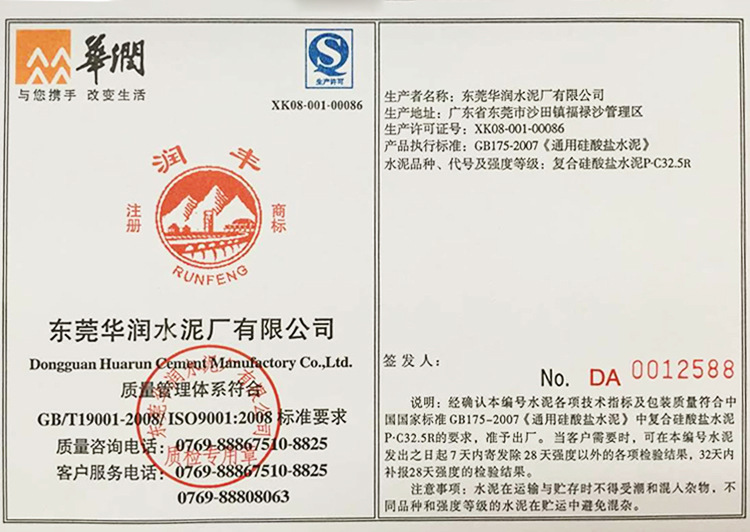 华润
与您携手 改变生活
生产许可
XK08-001-00086
润丰
注册
商标
RUNFENG
东莞华润水泥厂有限公司
Dongguan Huarun Cement Manufactory Co.,Ltd.
质量管理体系符合
GB/T19001-2008/ ISO9001:2008 标准要求
质量咨询电话: 0769-88867510-8825
客户服务电话: 0769-88867510-8825
0769-88808063
东莞华润水泥厂有限公司
质检专用章
生产者名称: 东莞华润水泥厂有限公司
生产者地址: 广东省东莞市沙田镇福禄沙管理区
生产许可证号: XK08-001-00086
产品执行标准: GB175-2007《通用硅酸盐水泥》
水泥品种、代号及强度等级: 复合硅酸盐水泥P·C32.5R
签发人:
No. DA 0012588
说明: 经确认本编号水泥各项技术指标及包装质量符合中
国国家标准GB175-2007《通用硅酸盐水泥》中复合硅酸盐水泥
P·C32.5R的要求, 准予出厂。当客户需要时, 可在本编号水泥
发出之日起7天内寄发除28天强度以外的各项检验结果, 32天内
补报28天强度的检验结果。
注意事项: 水泥在运输与贮存时不得受潮和混入杂物, 不
同品种和强度等级的水泥在贮运中避免混杂。